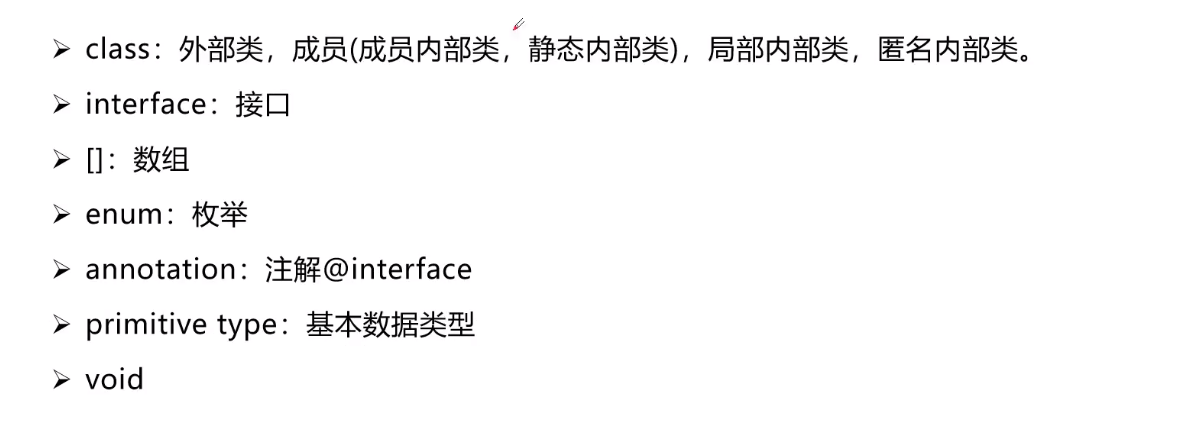 ➢ class：外部类，成员(成员内部类，静态内部类)，局部内部类，匿名内部类。
➢ interface：接口
➢ []：数组
➢ enum：枚举
➢ annotation：注解@interface
➢ primitive type：基本数据类型
➢ void